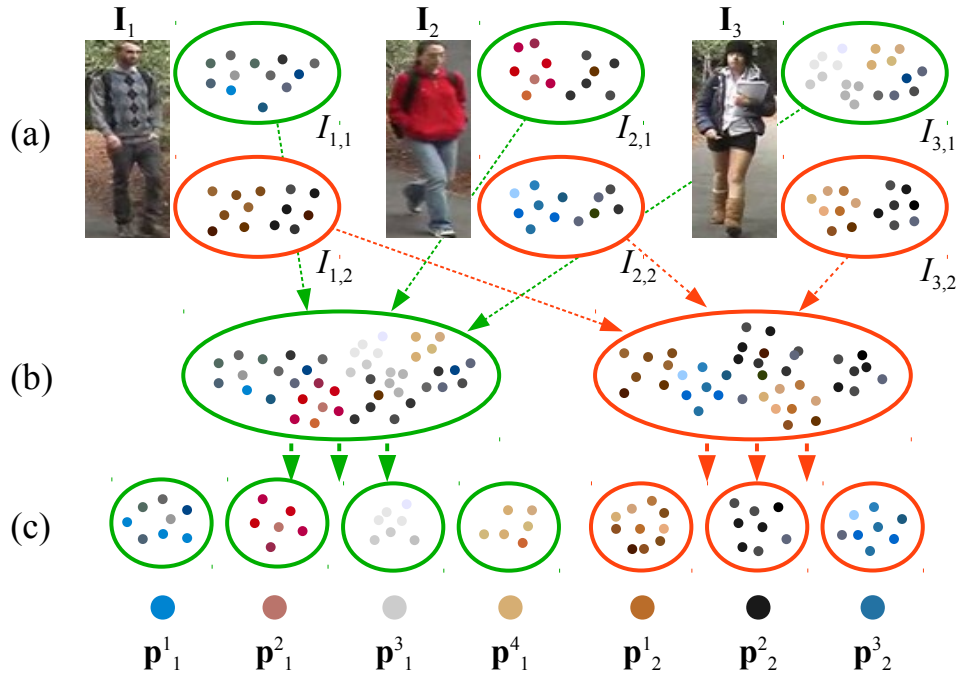 I₁ I₂ I₃
(a)
I₁,₁ I₂,₁ I₃,₁
I₁,₂ I₂,₂ I₃,₂
(b)
(c)
p¹₁ p²₁ p³₁ p⁴₁ p¹₂ p²₂ p³₂